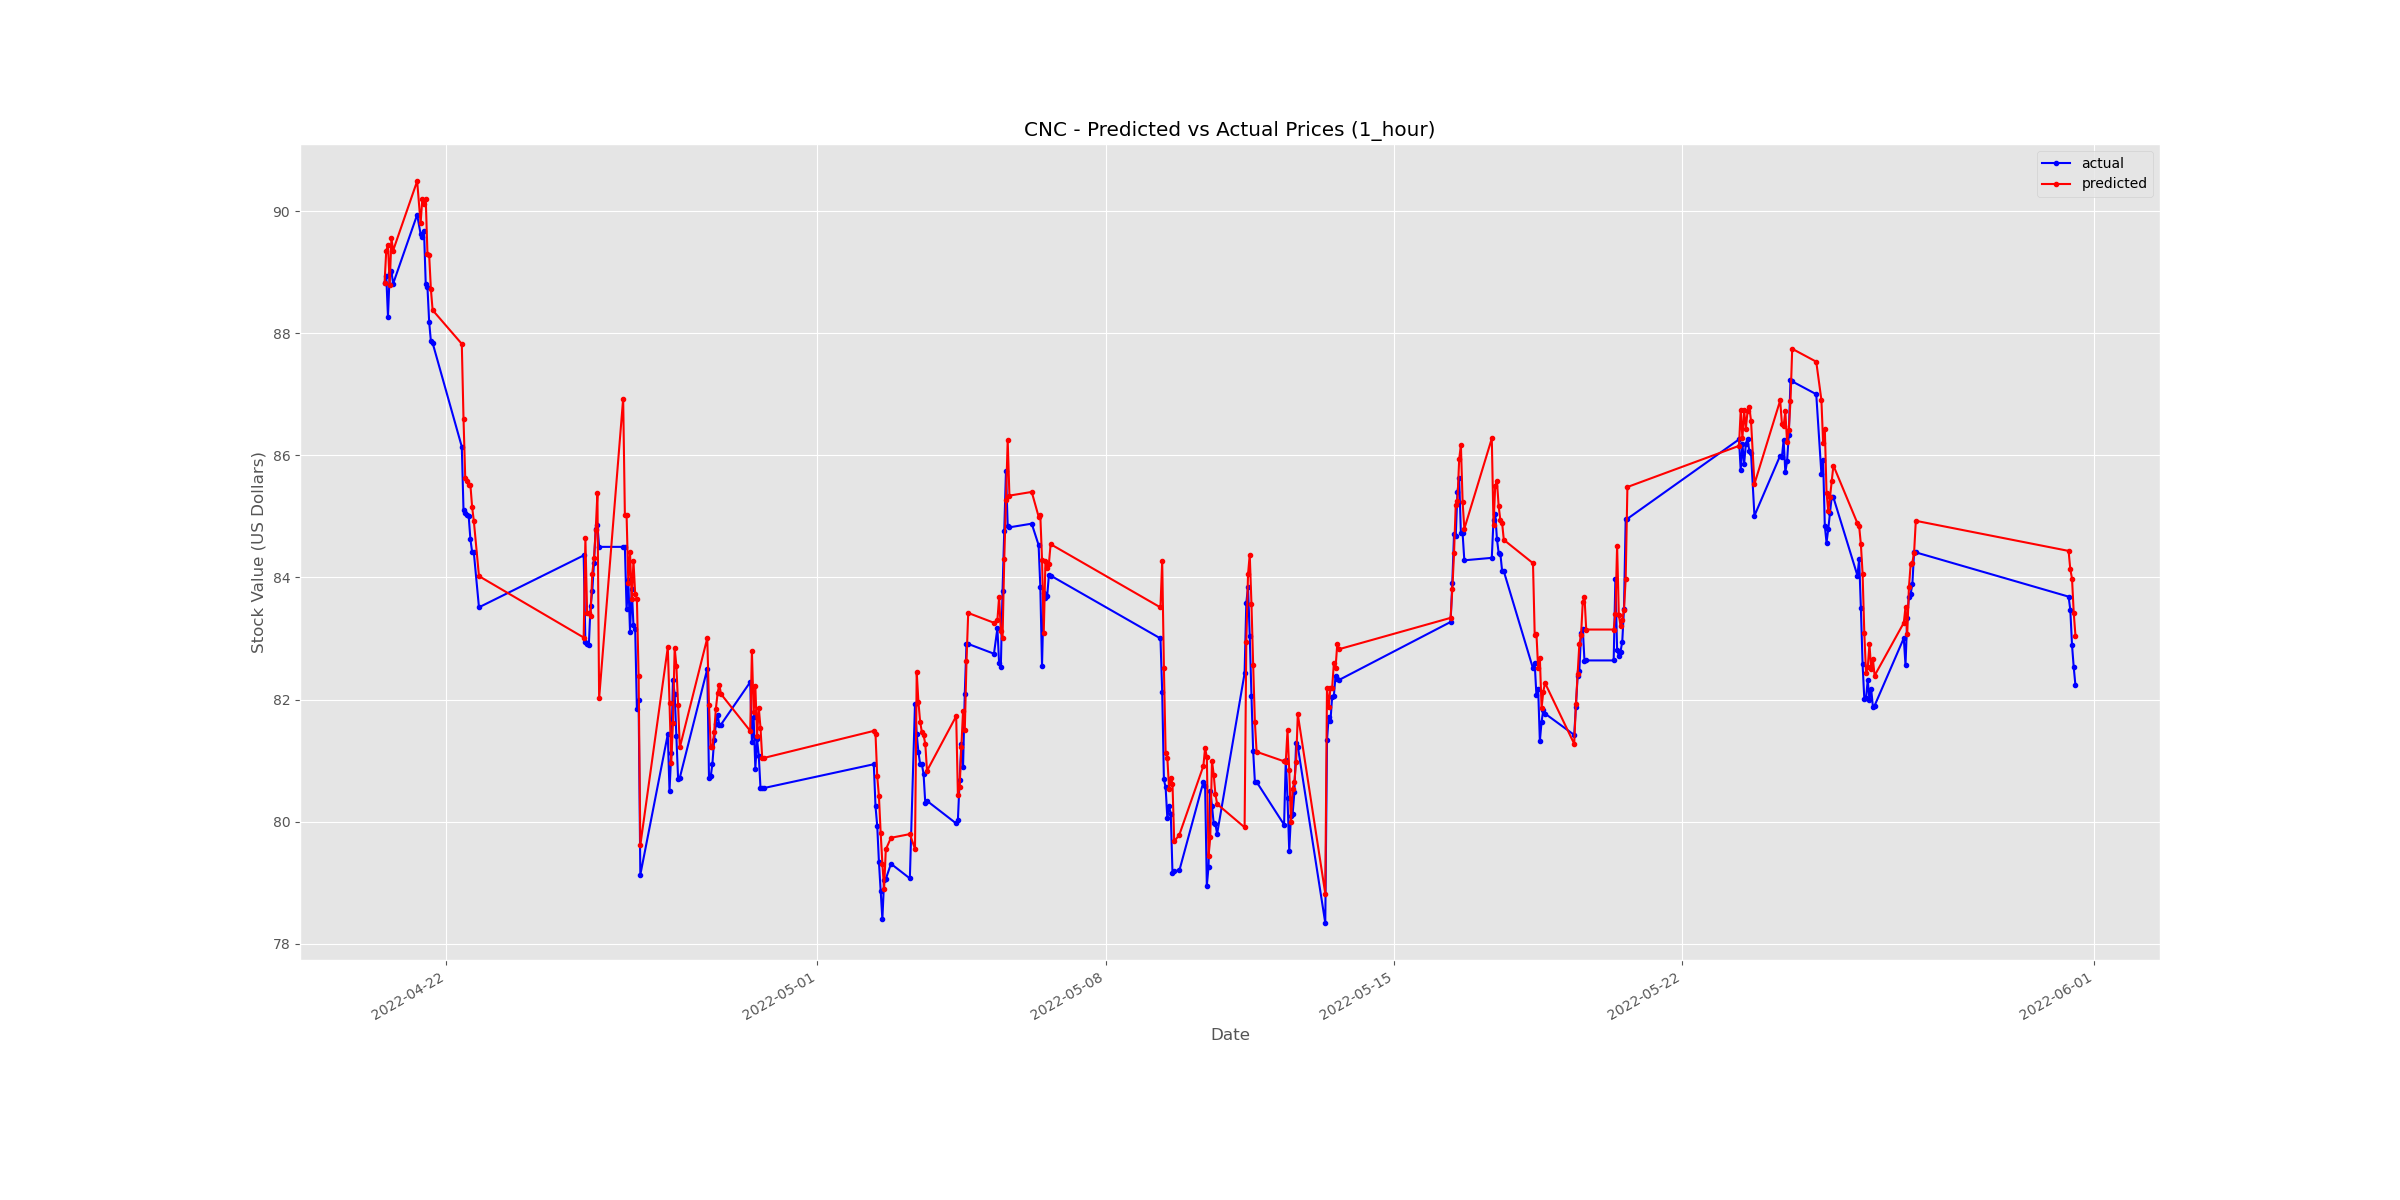 CNC - Predicted vs Actual Prices (1_hour)
actual
predicted
Stock Value (US Dollars)
90
88
86
84
82
80
78
2022-04-22
2022-05-01
2022-05-08
2022-05-15
2022-05-22
2022-06-01
Date